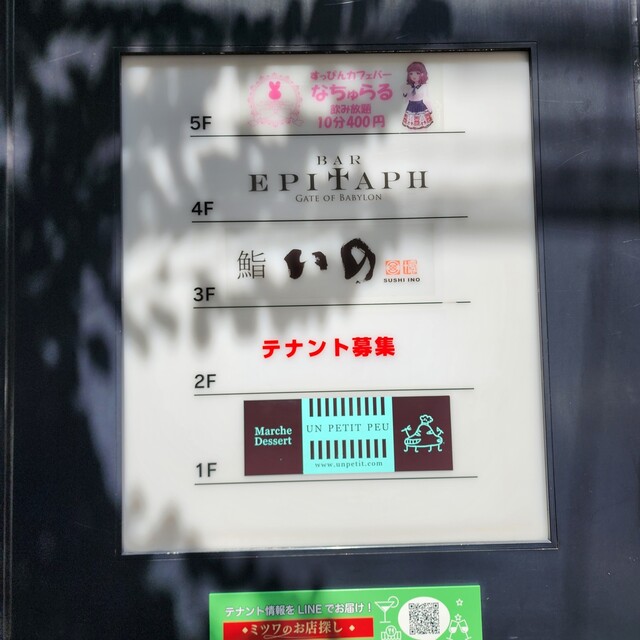 すっぴんカフェバー
なちゅらる
飲み放題
10分400円
5F
BAR
EPITAPH
GATE OF BABYLON
4F
鮨 いの
SUSHI INO
3F
テナント募集
2F
Marche
Dessert
UN PETIT PEU
www.unpetit.com
1F
テナント情報をLINEでお届け!
ミツワのお店探し